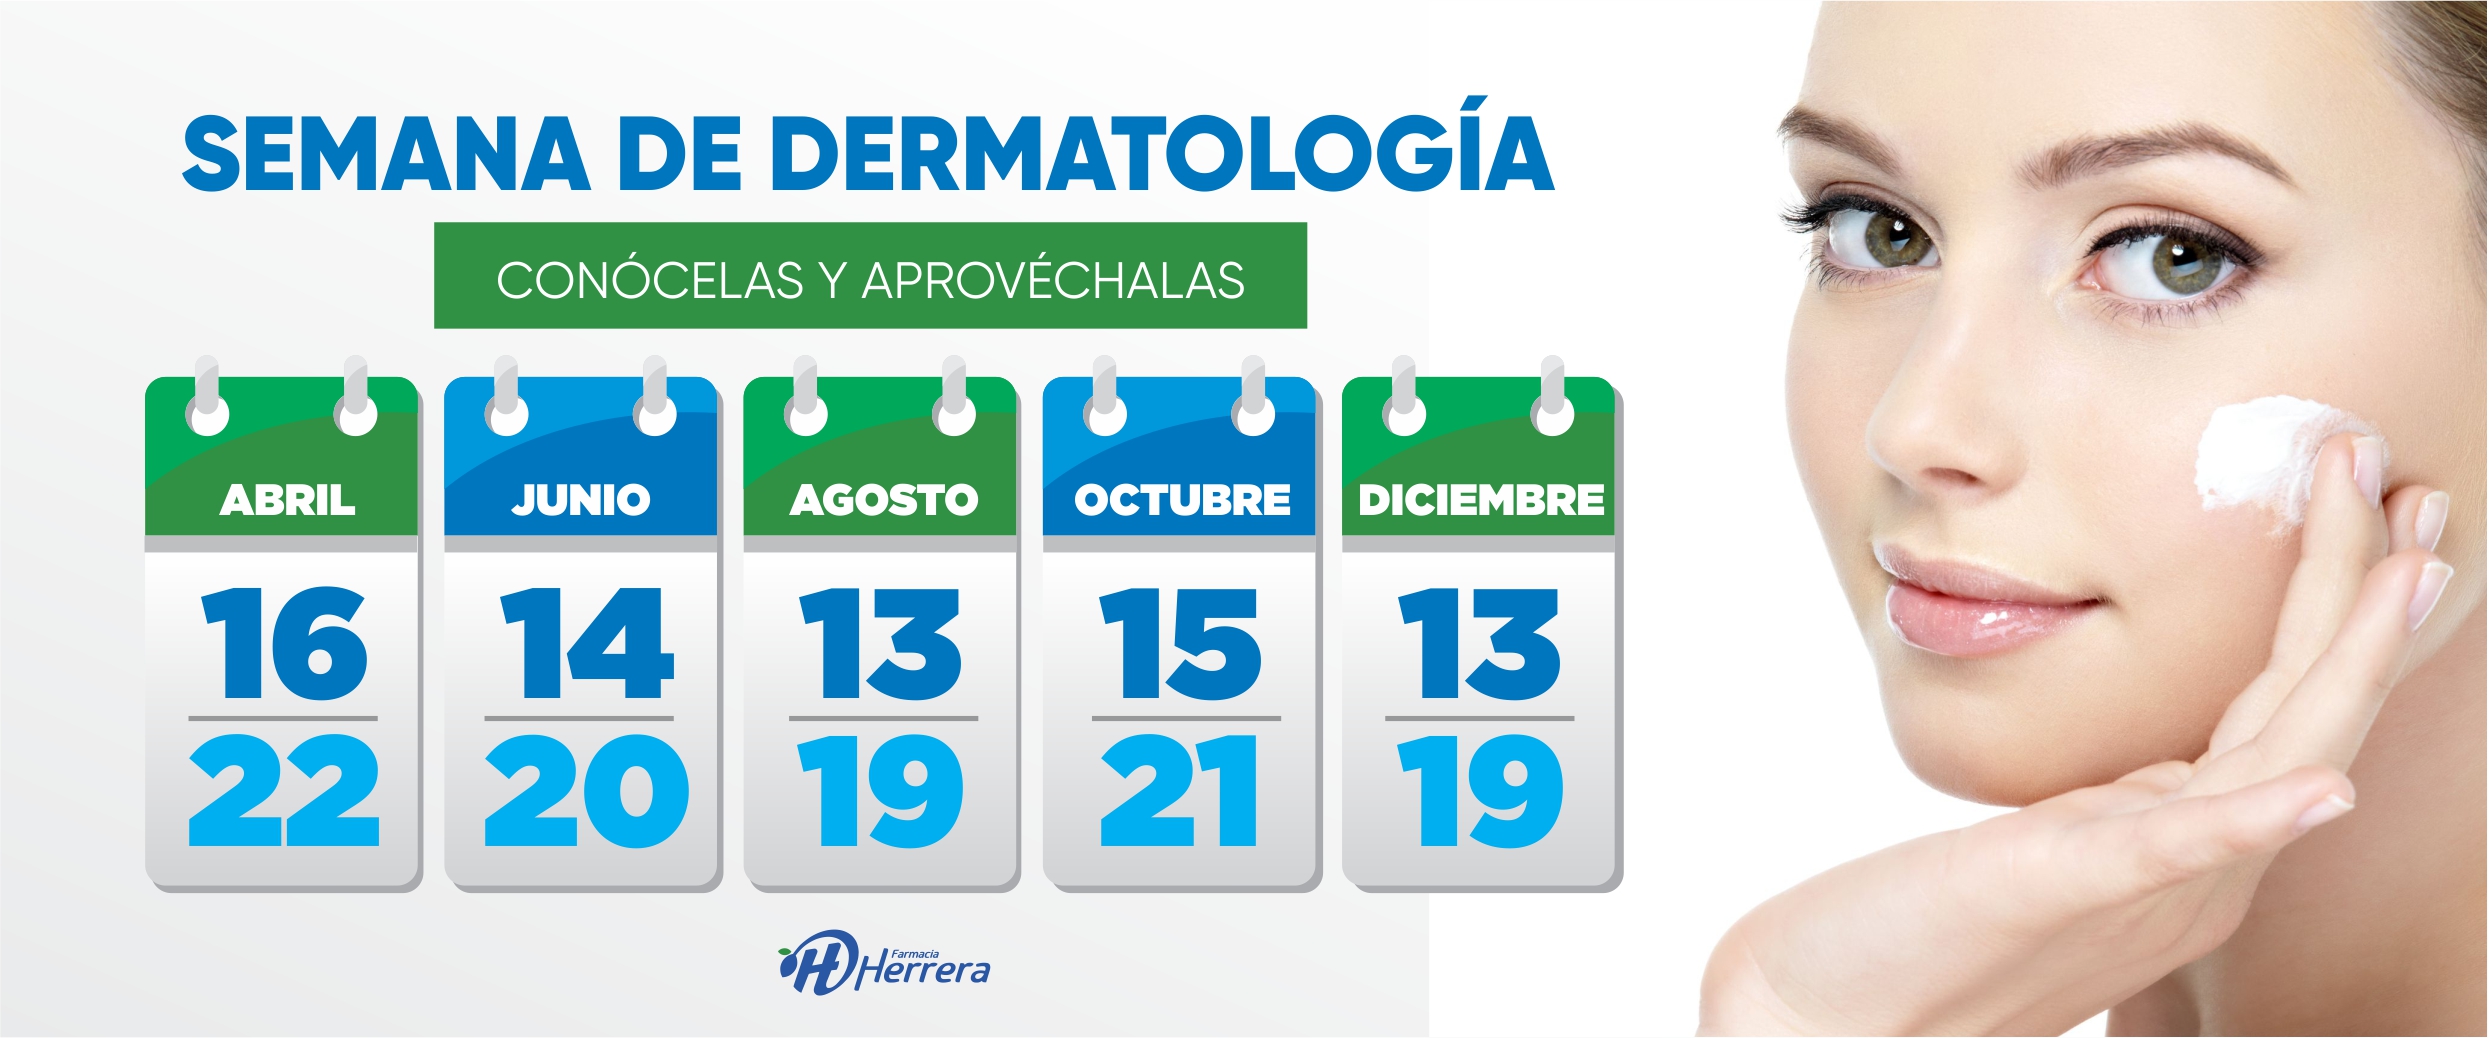 SEMANA DE DERMATOLOGÍA
CONÓCELAS Y APROVÉCHALAS
ABRIL
16
22
JUNIO
14
20
AGOSTO
13
19
OCTUBRE
15
21
DICIEMBRE
13
19
H Farmacia
Herrera